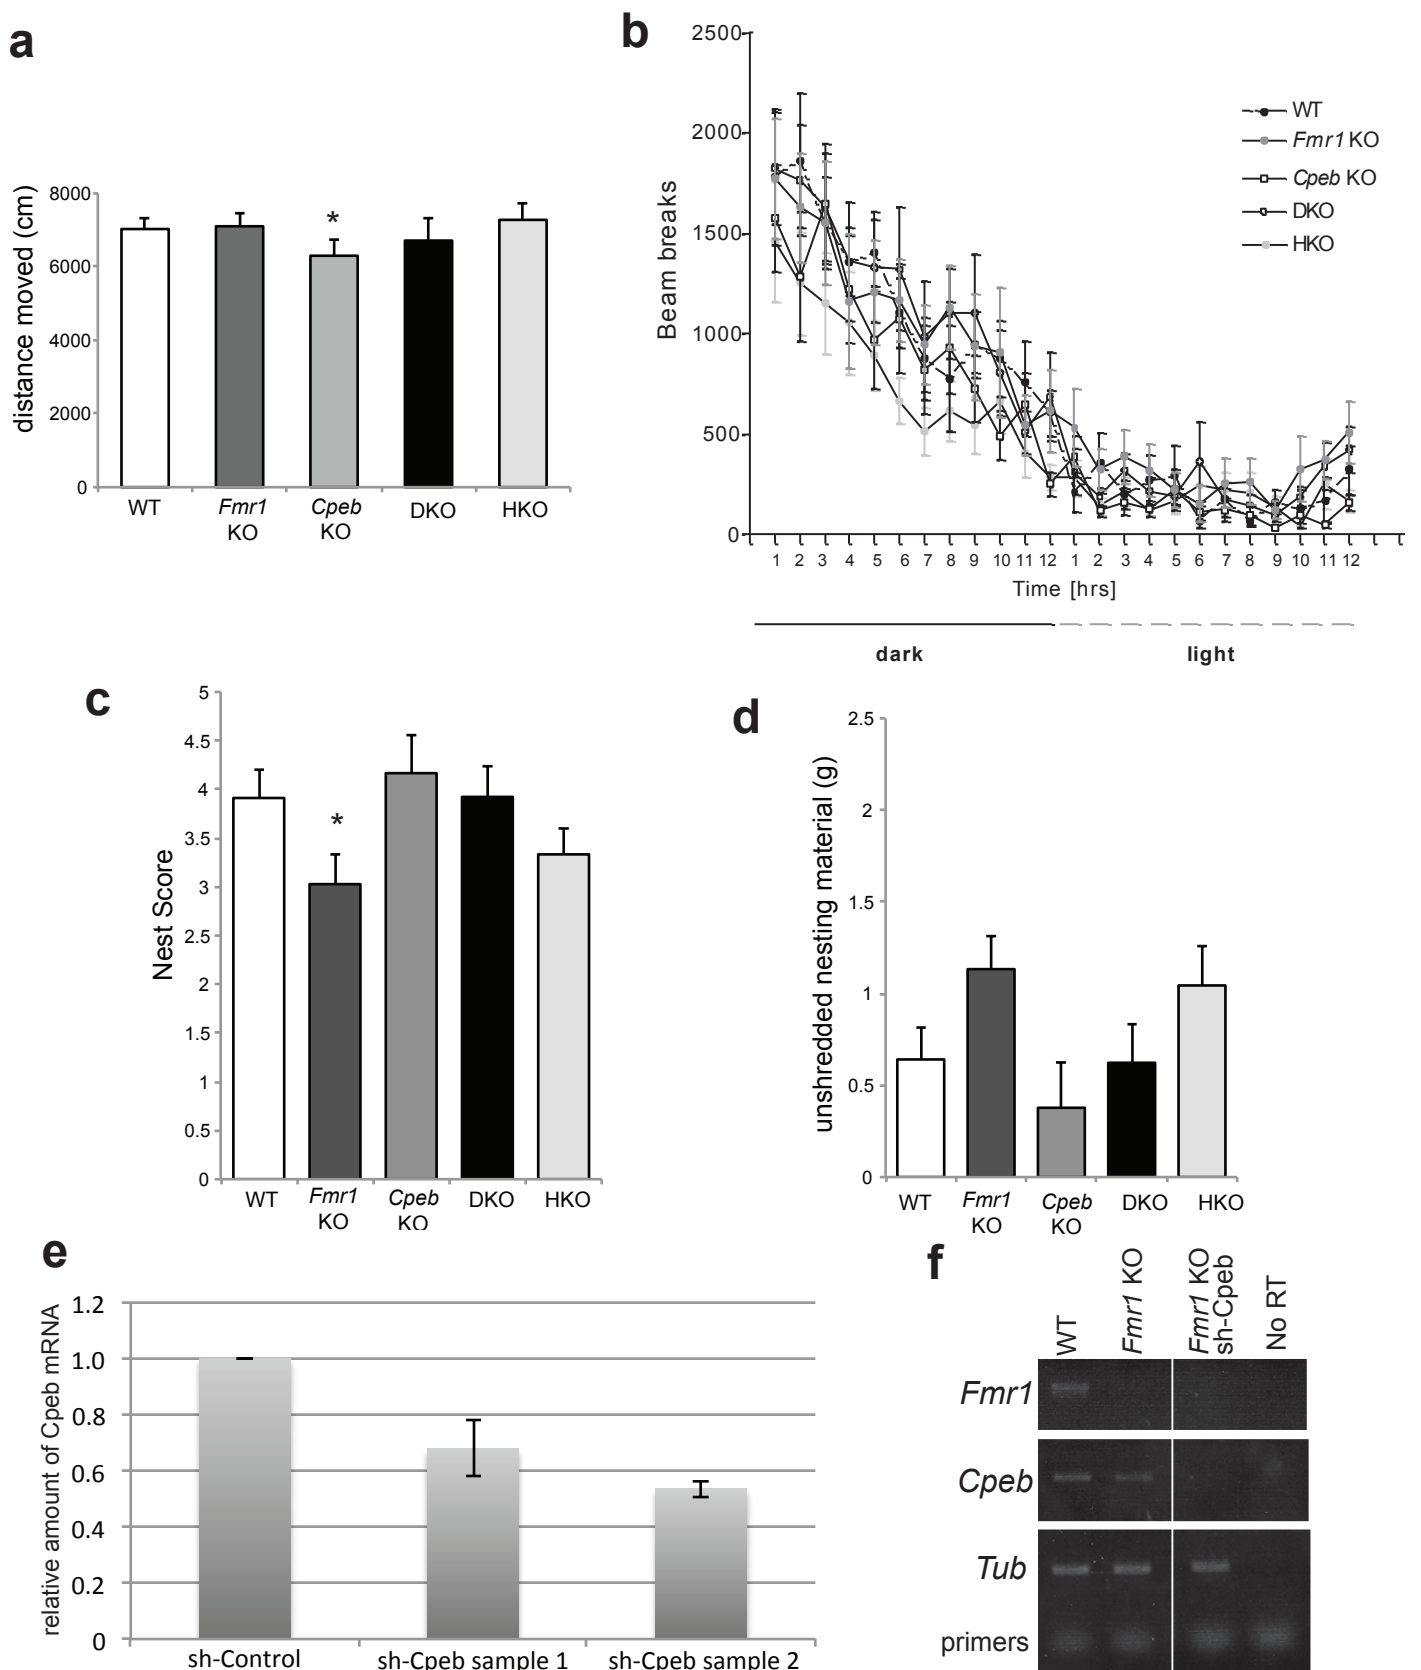 a
distance moved (cm)
8000
6000
4000
2000
0
*
WT
Fmr1
KO
Cpeb
KO
DKO
HKO
b
Beam breaks
2500
2000
1500
1000
500
0
WT
Fmr1 KO
Cpeb KO
DKO
HKO
1 2 3 4 5 6 7 8 9 10 11 12 1 2 3 4 5 6 7 8 9 10 11 12
Time [hrs]
dark
light
c
Nest Score
5
4.5
4
3.5
3
2.5
2
1.5
1
0.5
0
*
WT
Fmr1
KO
Cpeb
KO
DKO
HKO
d
unshredded nesting material (g)
2.5
2
1.5
1
0.5
0
WT
Fmr1
KO
Cpeb
KO
DKO
HKO
e
relative amount of Cpeb mRNA
1.2
1.0
0.8
0.6
0.4
0.2
0
sh-Control
sh-Cpeb sample 1
sh-Cpeb sample 2
f
WT
Fmr1 KO
Fmr1 KO
sh-Cpeb
No RT
Fmr1
Cpeb
Tub
primers